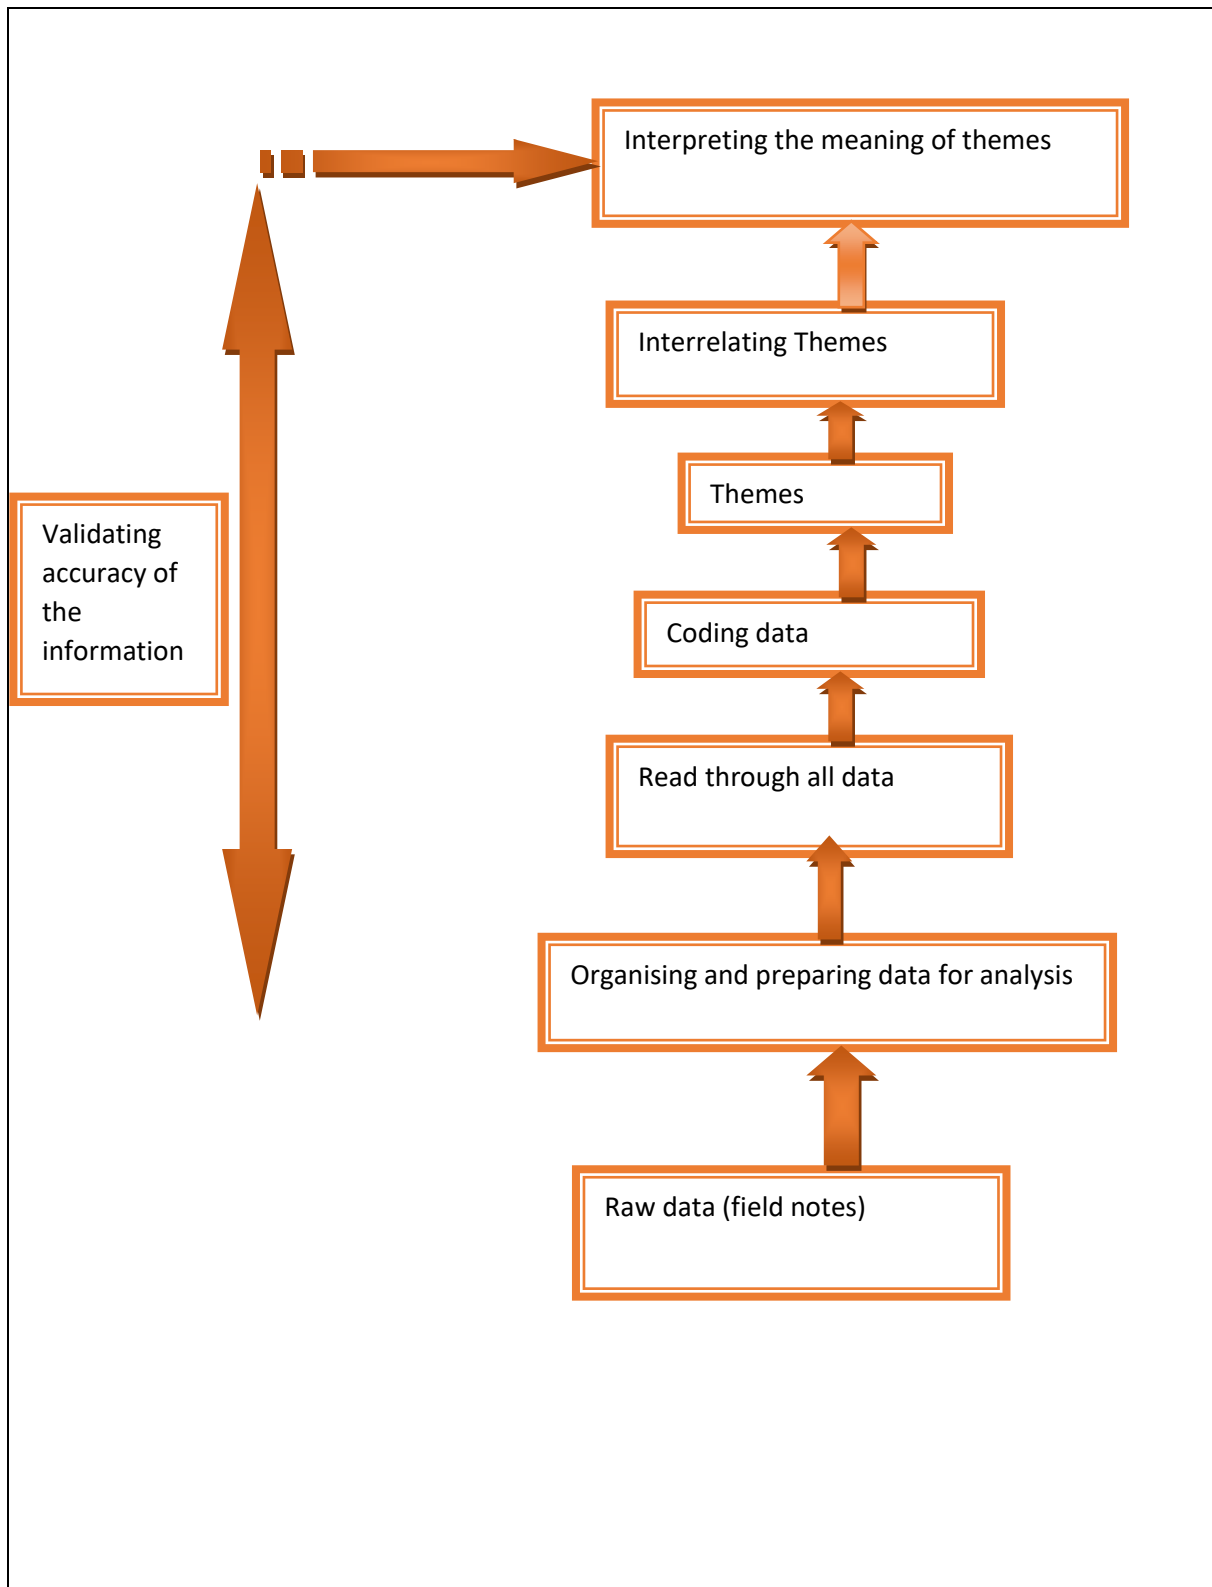 Interpreting the meaning of themes
Interrelating Themes
Themes
Validating
accuracy of
the
information
Coding data
Read through all data
Organising and preparing data for analysis
Raw data (field notes)